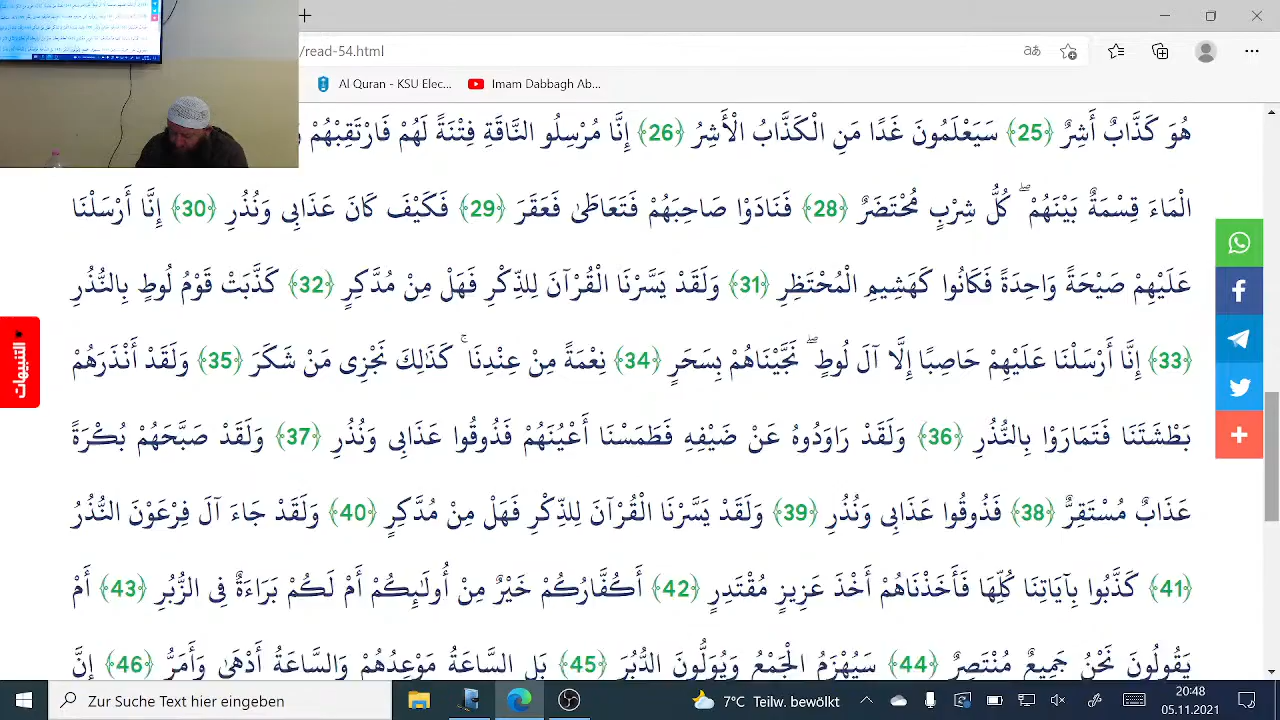 /read-54.html
Al Quran - KSU Elec...
Imam Dabbagh Ab...
هُوَ كَذَّابٌ أَشِرٌ ﴿25﴾ سَيَعْلَمُونَ غَدًا مَنِ الْكَذَّابُ الْأَشِرُ ﴿26﴾ إِنَّا مُرْسِلُو النَّاقَةِ فِتْنَةً لَهُمْ فَارْتَقِبْهُمْ
الْمَاءَ قِسْمَةٌ بَيْنَهُمْ ۖ كُلُّ شِرْبٍ مُحْتَضَرٌ ﴿28﴾ فَنَادَوْا صَاحِبَهُمْ فَتَعَاطَىٰ فَعَقَرَ ﴿29﴾ فَكَيْفَ كَانَ عَذَابِي وَنُذُرِ ﴿30﴾ إِنَّا أَرْسَلْنَا
عَلَيْهِمْ صَيْحَةً وَاحِدَةً فَكَانُوا كَهَشِيمِ الْمُحْتَظِرِ ﴿31﴾ وَلَقَدْ يَسَّرْنَا الْقُرْآنَ لِلذِّكْرِ فَهَلْ مِنْ مُدَّكِرٍ ﴿32﴾ كَذَّبَتْ قَوْمُ لُوطٍ بِالنُّذُرِ
﴿33﴾ إِنَّا أَرْسَلْنَا عَلَيْهِمْ حَاصِبًا إِلَّا آلَ لُوطٍ ۖ نَجَّيْنَاهُمْ بِسَحَرٍ ﴿34﴾ نِعْمَةً مِنْ عِنْدِنَا ۚ كَذَٰلِكَ نَجْزِي مَنْ شَكَرَ ﴿35﴾ وَلَقَدْ أَنْذَرَهُمْ
بَطْشَتَنَا فَتَمَارَوْا بِالنُّذُرِ ﴿36﴾ وَلَقَدْ رَاوَدُوهُ عَنْ ضَيْفِهِ فَطَمَسْنَا أَعْيُنَهُمْ فَذُوقُوا عَذَابِي وَنُذُرِ ﴿37﴾ وَلَقَدْ صَبَّحَهُمْ بُكْرَةً
عَذَابٌ مُسْتَقِرٌّ ﴿38﴾ فَذُوقُوا عَذَابِي وَنُذُرِ ﴿39﴾ وَلَقَدْ يَسَّرْنَا الْقُرْآنَ لِلذِّكْرِ فَهَلْ مِنْ مُدَّكِرٍ ﴿40﴾ وَلَقَدْ جَاءَ آلَ فِرْعَوْنَ النُّذُرُ
﴿41﴾ كَذَّبُوا بِآيَاتِنَا كُلِّهَا فَأَخَذْنَاهُمْ أَخْذَ عَزِيزٍ مُقْتَدِرٍ ﴿42﴾ أَكُفَّارُكُمْ خَيْرٌ مِنْ أُولَٰئِكُمْ أَمْ لَكُمْ بَرَاءَةٌ فِي الزُّبُرِ ﴿43﴾ أَمْ
يَقُولُونَ نَحْنُ جَمِيعٌ مُنْتَصِرٌ ﴿44﴾ سَيُهْزَمُ الْجَمْعُ وَيُوَلُّونَ الدُّبُرَ ﴿45﴾ بَلِ السَّاعَةُ مَوْعِدُهُمْ وَالسَّاعَةُ أَدْهَىٰ وَأَمَرُّ ﴿46﴾ إِنَّ
التنبيهات
Zur Suche Text hier eingeben
7°C Teilw. bewölkt
20:48
05.11.2021